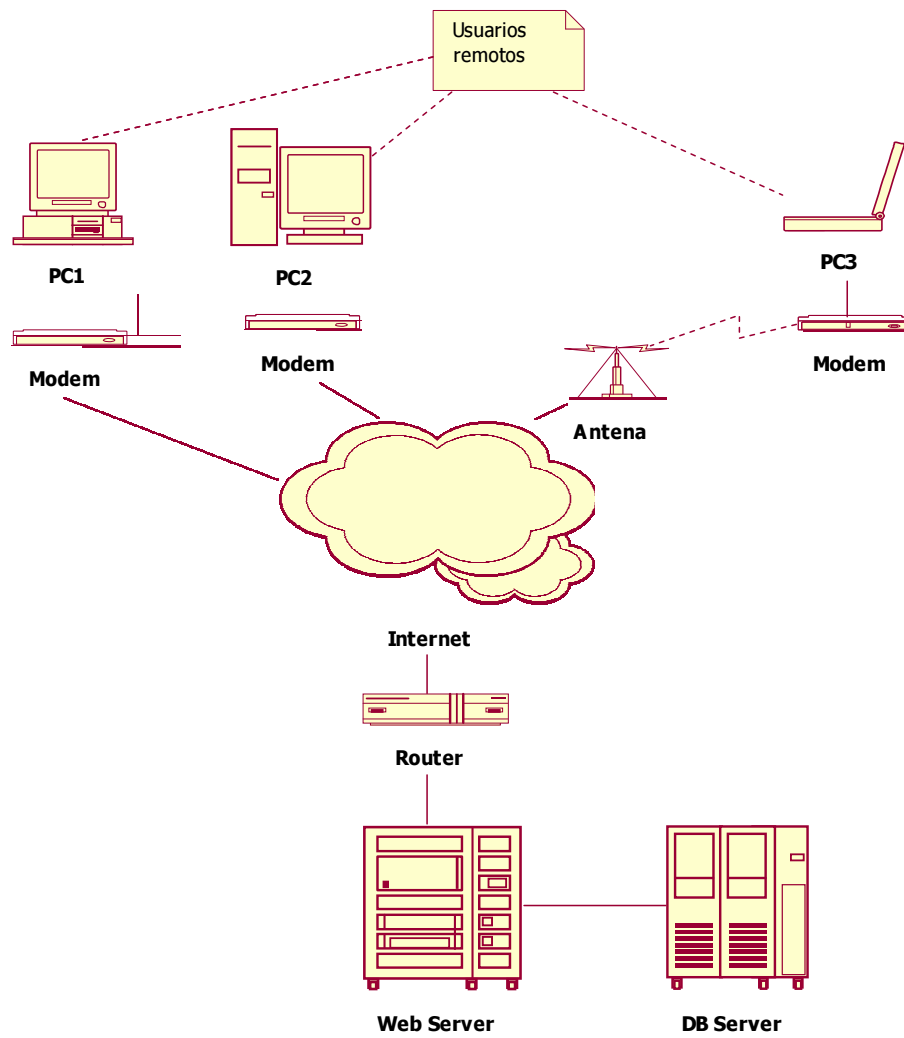 Usuarios
remotos
PC1
PC2
PC3
Modem
Modem
Modem
Antena
Internet
Router
Web Server
DB Server